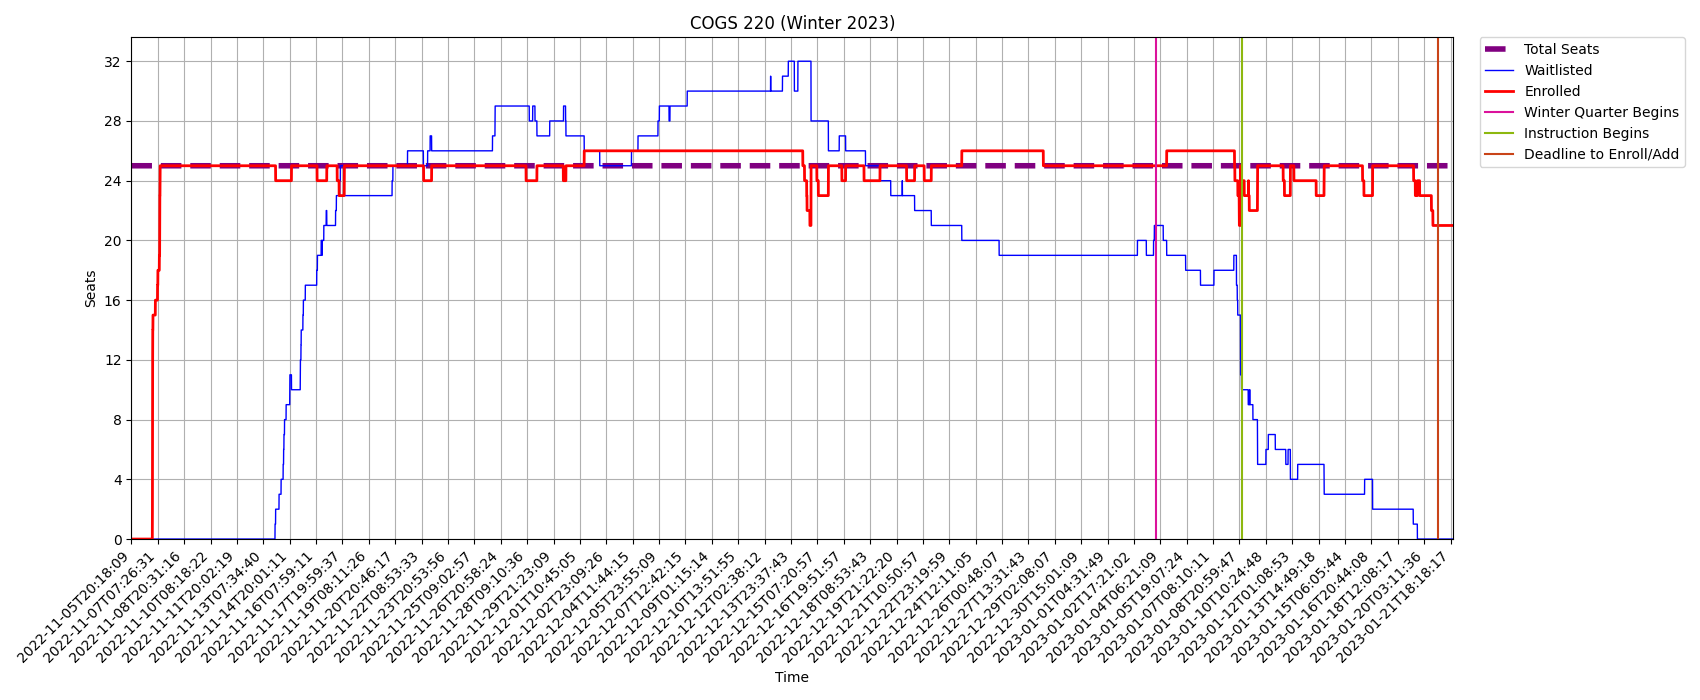 COGS 220 (Winter 2023)
Total Seats
Waitlisted
Enrolled
Winter Quarter Begins
Instruction Begins
Deadline to Enroll/Add
Seats
32
28
24
20
16
12
8
4
0
2022-11-05T20:18:09
2022-11-07T07:26:31
2022-11-08T20:31:16
2022-11-10T08:18:22
2022-11-11T20:02:19
2022-11-13T07:34:40
2022-11-14T20:01:11
2022-11-16T07:59:11
2022-11-17T19:59:37
2022-11-19T08:11:26
2022-11-20T20:46:17
2022-11-22T08:53:33
2022-11-23T20:53:56
2022-11-25T09:02:57
2022-11-26T20:58:24
2022-11-28T09:10:36
2022-11-29T21:23:09
2022-12-01T10:45:05
2022-12-02T23:09:26
2022-12-04T11:44:15
2022-12-05T23:55:09
2022-12-07T12:42:15
2022-12-09T01:15:14
2022-12-10T13:51:55
2022-12-12T02:38:12
2022-12-13T23:37:43
2022-12-15T07:20:57
2022-12-16T19:51:57
2022-12-18T08:53:43
2022-12-19T21:22:20
2022-12-21T10:50:57
2022-12-22T23:19:59
2022-12-24T12:11:05
2022-12-26T00:48:07
2022-12-27T13:31:43
2022-12-29T02:08:07
2022-12-30T15:01:09
2023-01-01T04:31:49
2023-01-02T17:21:02
2023-01-04T06:21:09
2023-01-05T19:07:24
2023-01-07T08:10:11
2023-01-08T20:59:47
2023-01-10T10:24:48
2023-01-12T01:08:53
2023-01-13T14:49:18
2023-01-15T06:05:44
2023-01-16T20:44:08
2023-01-18T12:08:17
2023-01-20T03:11:36
2023-01-21T18:18:17
Time